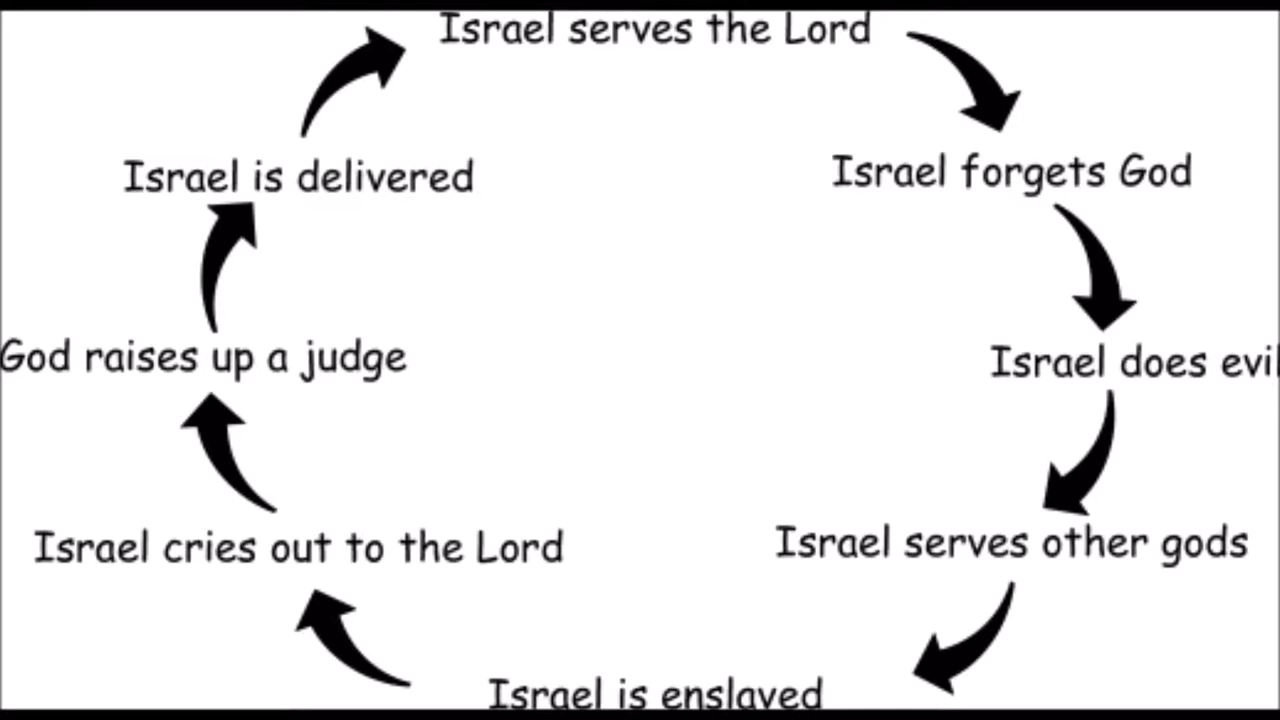 Israel serves the Lord
Israel forgets God
Israel does evil
Israel serves other gods
Israel is enslaved
Israel cries out to the Lord
God raises up a judge
Israel is delivered